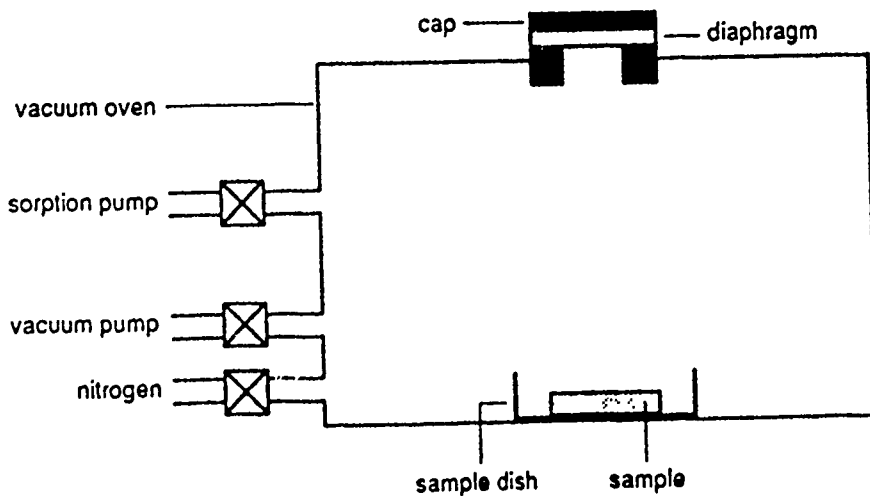 cap
diaphragm
vacuum oven
sorption pump
vacuum pump
nitrogen
sample dish
sample